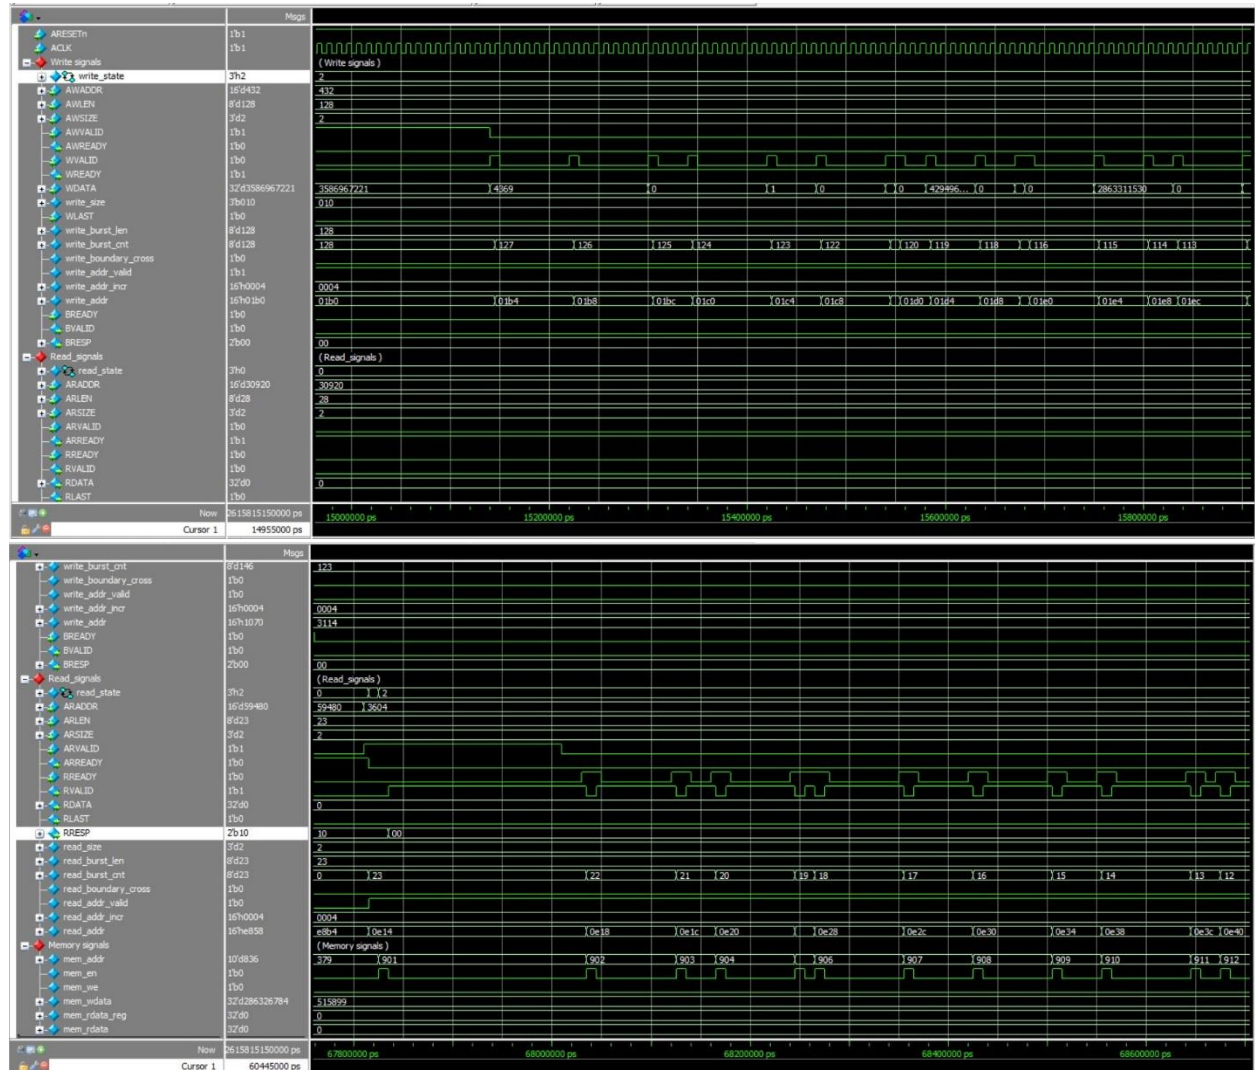 Msgs
ARESETn 1'b1
ACLK 1'b1
Write signals (Write signals)
write_state 3'h2 2
AWADDR 16'd432 432
AWLEN 8'd128 128
AWSIZE 3'd2 2
AWVALID 1'b1
AWREADY 1'b0
WVALID 1'b0
WREADY 1'b1
WDATA 32'd3586967221 3586967221 4369 0 1 0 0 429496... 0 0 2863311530 0
write_size 3'b010 010
WLAST 1'b0
write_burst_len 8'd128 128
write_burst_cnt 8'd128 128 127 126 125 124 123 122 120 119 118 116 115 114 113
write_boundary_cross 1'b0
write_addr_valid 1'b1
write_addr_incr 16'h0004 0004
write_addr 16'h01b0 01b0 01b4 01b8 01bc 01c0 01c4 01c8 01d0 01d4 01d8 01e0 01e4 01e8 01ec
BREADY 1'b0
BVALID 1'b0
BRESP 2'b00 00
Read_signals (Read_signals)
read_state 3'h0 0
ARADDR 16'd30920 30920
ARLEN 8'd28 28
ARSIZE 3'd2 2
ARVALID 1'b0
ARREADY 1'b1
RREADY 1'b0
RVALID 1'b0
RDATA 32'd0 0
RLAST 1'b0
Now 2615815150000 ps 15000000 ps 15200000 ps 15400000 ps 15600000 ps 15800000 ps
Cursor 1 14955000 ps
Msgs
write_burst_cnt 8'd146 123
write_boundary_cross 1'b0
write_addr_valid 1'b0
write_addr_incr 16'h0004 0004
write_addr 16'h1070 3114
BREADY 1'b0
BVALID 1'b0
BRESP 2'b00 00
Read_signals (Read_signals)
read_state 3'h2 0 2
ARADDR 16'd59480 59480 3604
ARLEN 8'd23 23
ARSIZE 3'd2 2
ARVALID 1'b1
ARREADY 1'b0
RREADY 1'b0
RVALID 1'b1
RDATA 32'd0 0
RLAST 1'b0
RRESP 2'b10 10 00
read_size 3'd2 2
read_burst_len 8'd23 23
read_burst_cnt 8'd23 0 23 22 21 20 19 18 17 16 15 14 13 12
read_boundary_cross 1'b0
read_addr_valid 1'b0
read_addr_incr 16'h0004 0004
read_addr 16'he858 e8b4 0e14 0e18 0e1c 0e20 0e28 0e2c 0e30 0e34 0e38 0e3c 0e40
Memory signals (Memory signals)
mem_addr 10'd836 379 901 902 903 904 906 907 908 909 910 911 912
mem_en 1'b0
mem_we 1'b0
mem_wdata 32'd286326784 515899
mem_rdata_reg 32'd0 0
mem_rdata 32'd0 0
Now 2615815150000 ps 67800000 ps 68000000 ps 68200000 ps 68400000 ps 68600000 ps
Cursor 1 60445000 ps